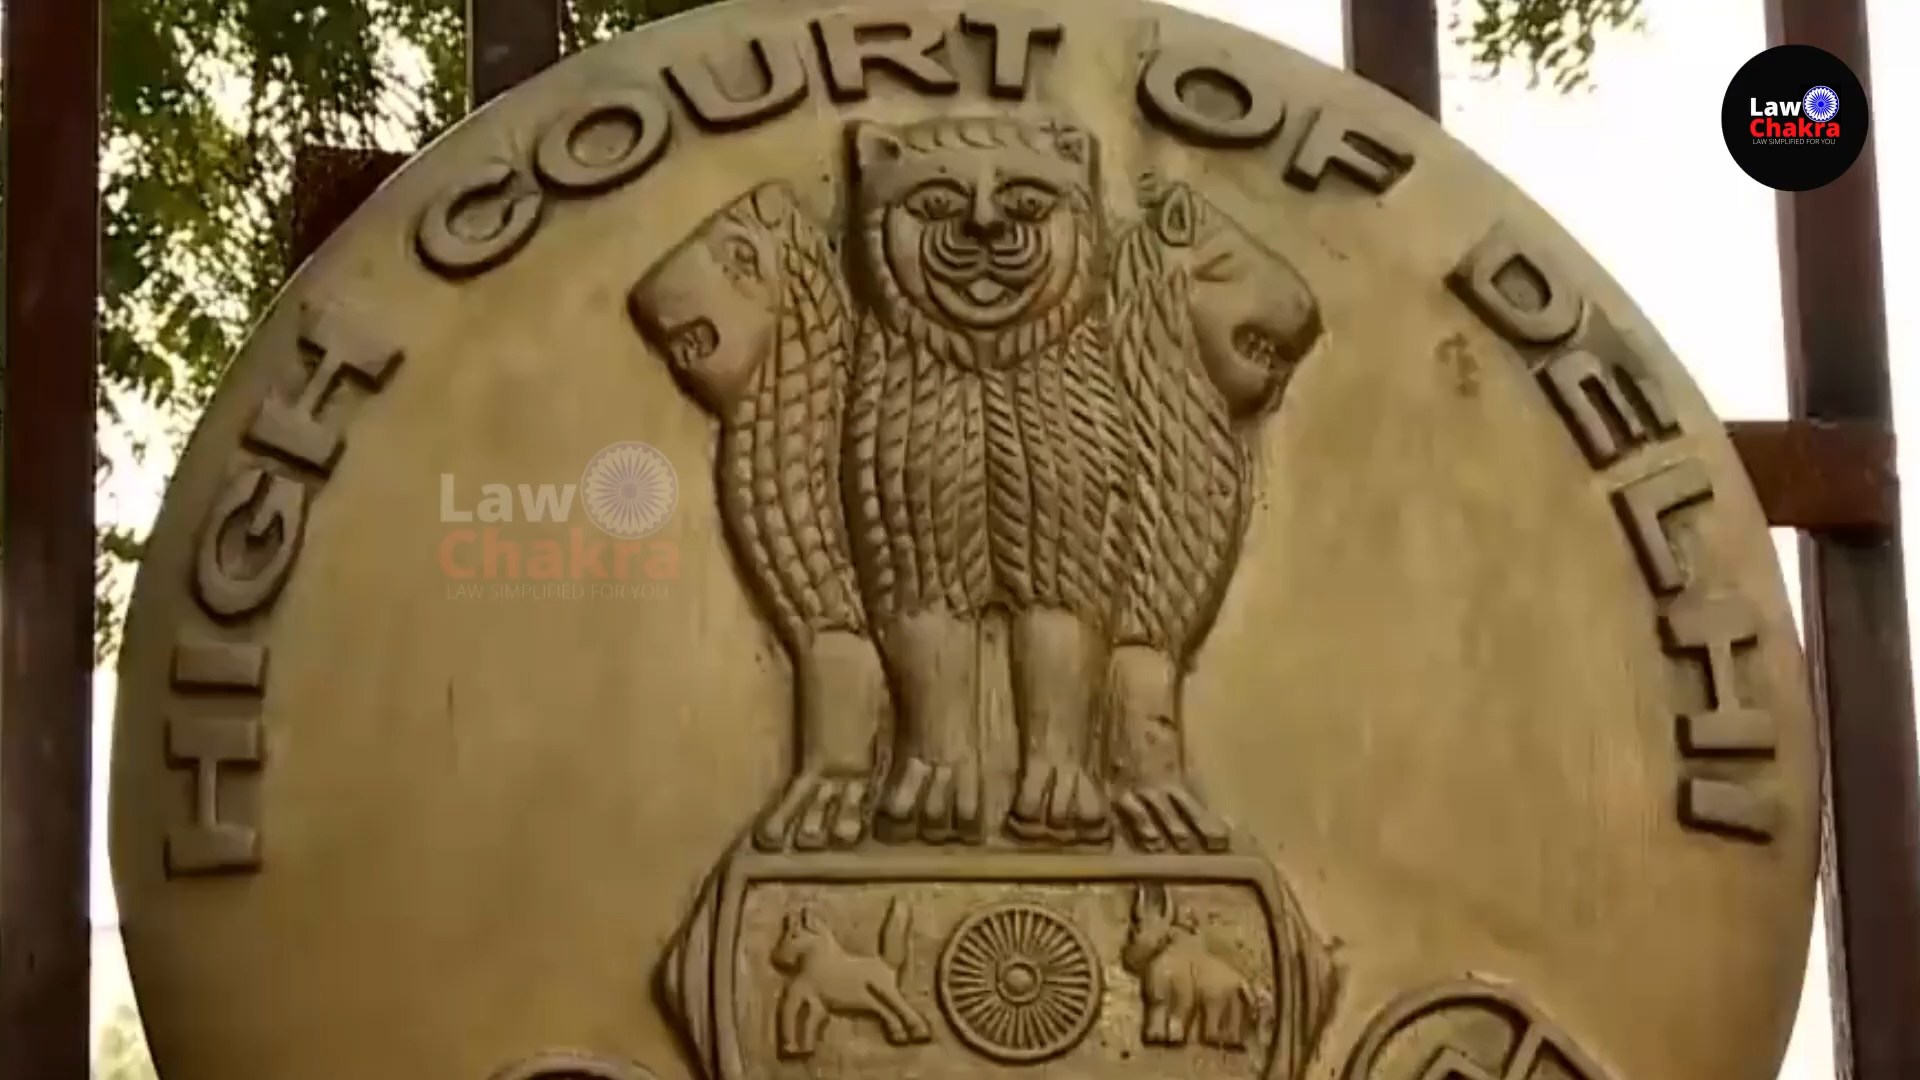 HIGH COURT OF DELHI
Law
Chakra
LAW SIMPLIFIED FOR YOU
Law
Chakra
LAW SIMPLIFIED FOR YOU